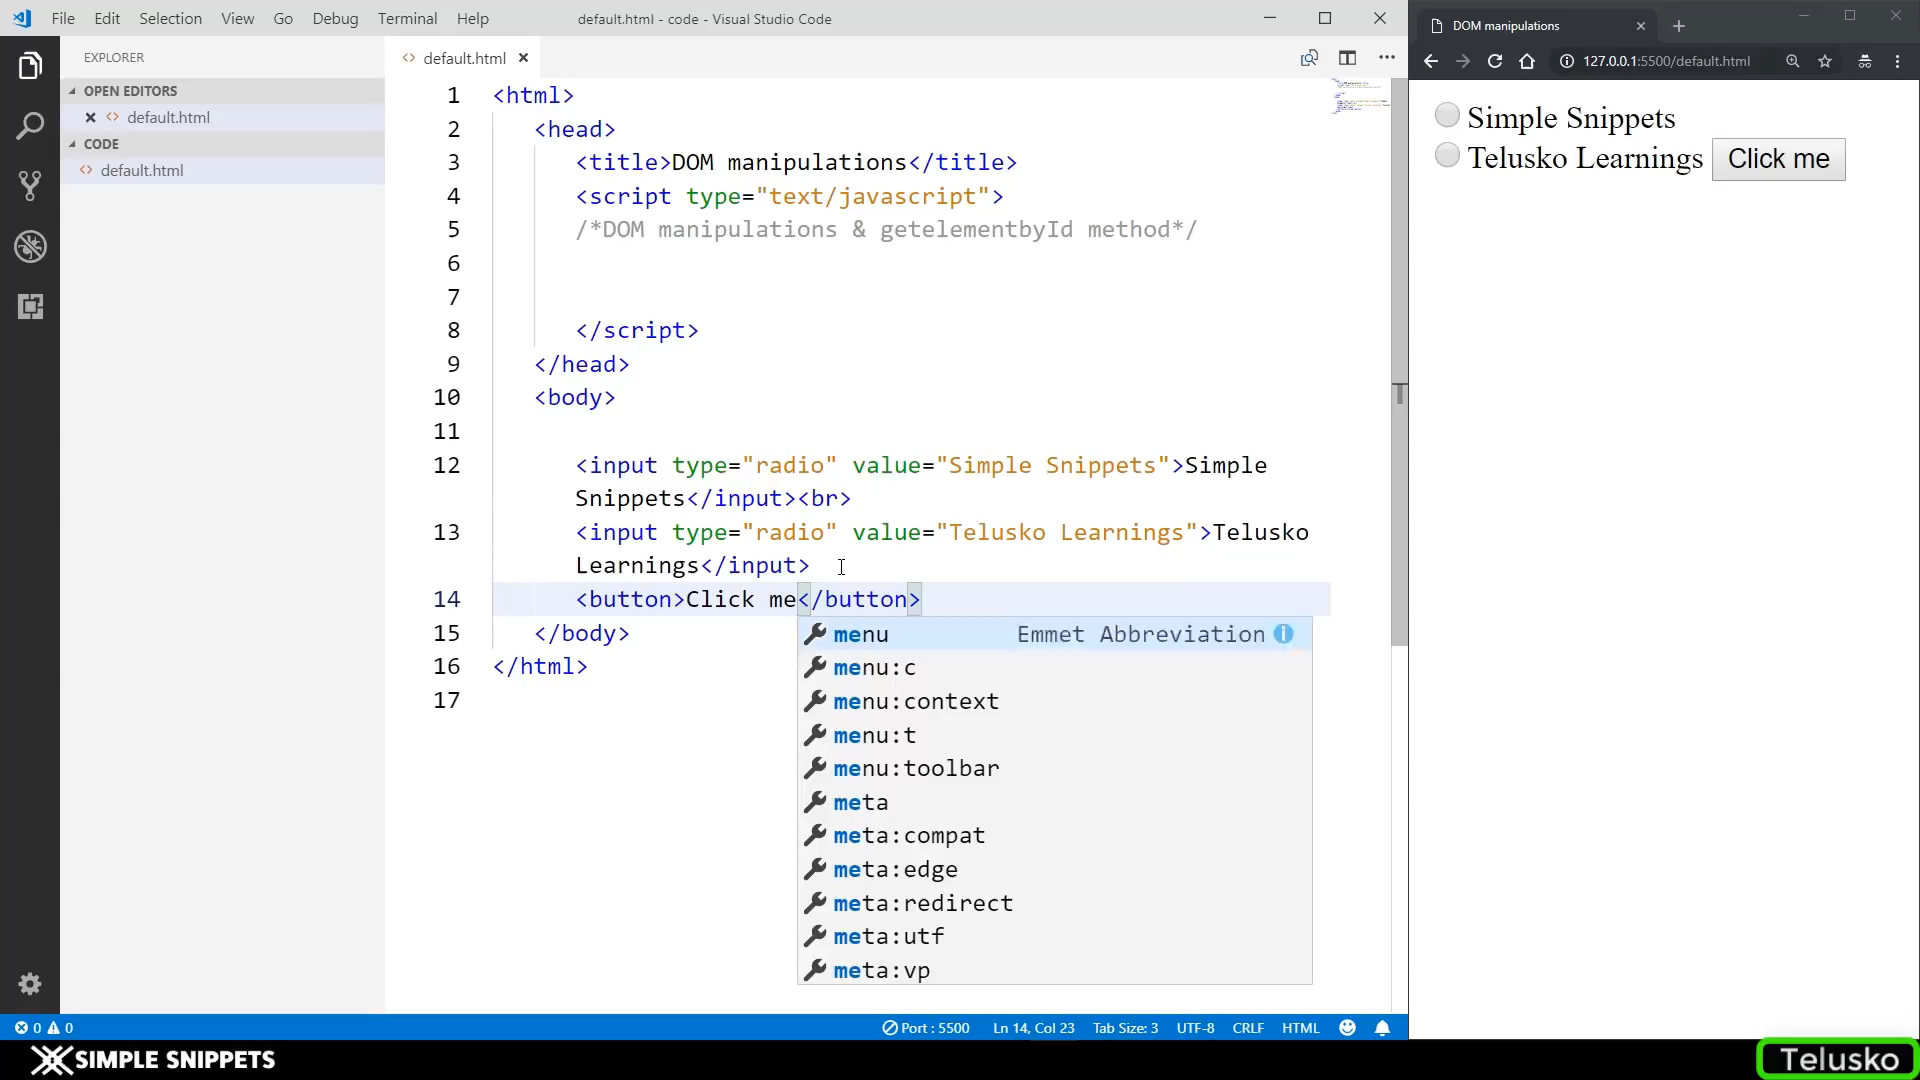 File Edit Selection View Go Debug Terminal Help
default.html - code - Visual Studio Code
EXPLORER
OPEN EDITORS
default.html
CODE
default.html
default.html
1 <html>
2 <head>
3 <title>DOM manipulations</title>
4 <script type="text/javascript">
5 /*DOM manipulations & getelementbyId method*/
6
7
8 </script>
9 </head>
10 <body>
11
12 <input type="radio" value="Simple Snippets">Simple
Snippets</input><br>
13 <input type="radio" value="Telusko Learnings">Telusko
Learnings</input>
14 <button>Click me</button>
15 </body>
16 </html>
17
menu Emmet Abbreviation
menu:c
menu:context
menu:t
menu:toolbar
meta
meta:compat
meta:edge
meta:redirect
meta:utf
meta:vp
0 0 Port : 5500 Ln 14, Col 23 Tab Size: 3 UTF-8 CRLF HTML
DOM manipulations
127.0.0.1:5500/default.html
Simple Snippets
Telusko Learnings Click me
SIMPLE SNIPPETS
Telusko